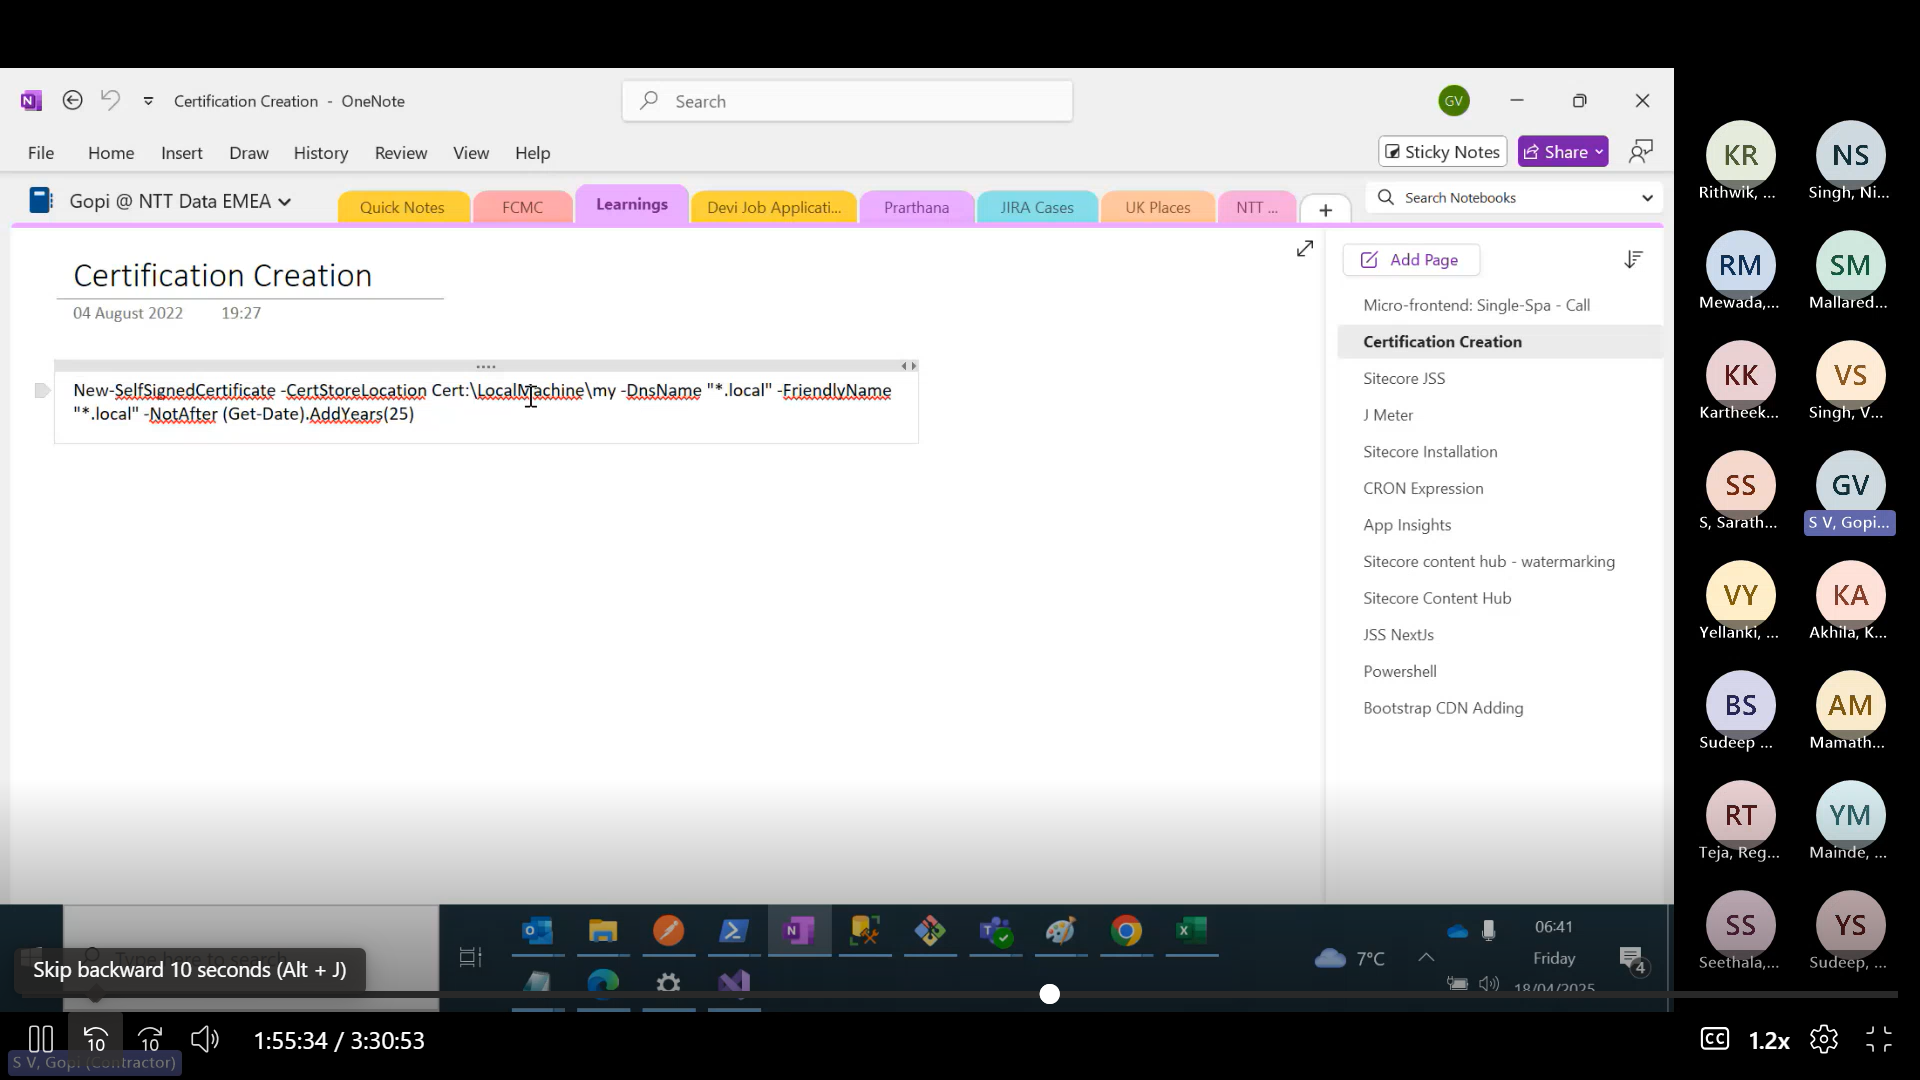 Certification Creation - OneNote
Search
GV
File Home Insert Draw History Review View Help
Sticky Notes
Share
Gopi @ NTT Data EMEA
Quick Notes
FCMC
Learnings
Devi Job Applicati...
Prarthana
JIRA Cases
UK Places
NTT ...
Search Notebooks
Certification Creation
04 August 2022 19:27
New-SelfSignedCertificate -CertStoreLocation Cert:\LocalMachine\my -DnsName "*.local" -FriendlyName
"*.local" -NotAfter (Get-Date).AddYears(25)
Add Page
Micro-frontend: Single-Spa - Call
Certification Creation
Sitecore JSS
J Meter
Sitecore Installation
CRON Expression
App Insights
Sitecore content hub - watermarking
Sitecore Content Hub
JSS NextJs
Powershell
Bootstrap CDN Adding
KR
Rithwik, ...
NS
Singh, Ni...
RM
Mewada,...
SM
Mallared...
KK
Kartheek...
VS
Singh, V...
SS
S, Sarath...
GV
S V, Gopi...
VY
Yellanki, ...
KA
Akhila, K...
BS
Sudeep ...
AM
Mamath...
RT
Teja, Reg...
YM
Mainde, ...
SS
Seethala,...
YS
Sudeep, ...
Type here to search
Skip backward 10 seconds (Alt + J)
7°C
06:41
Friday
18/04/2025
4
10
10
1:55:34 / 3:30:53
S V, Gopi (Contractor)
CC
1.2x